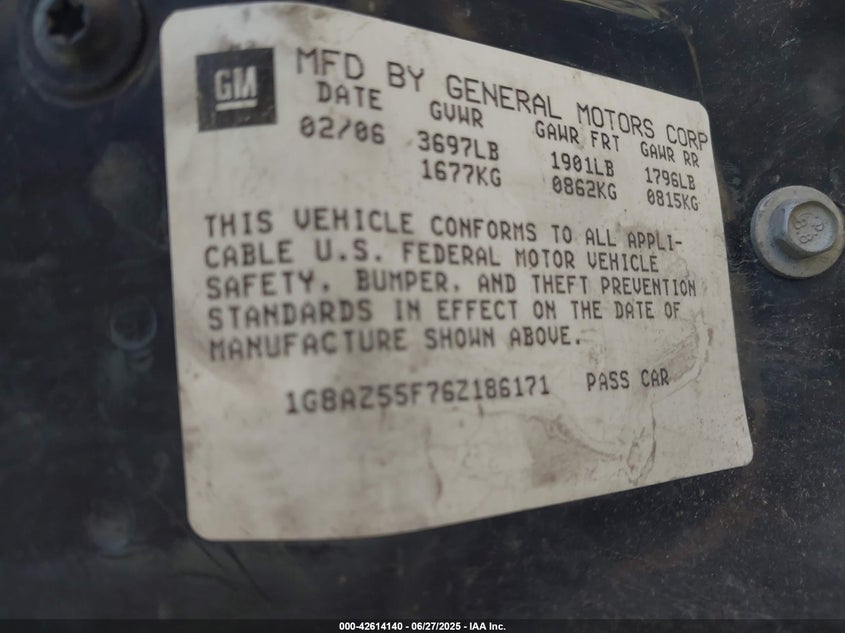 GM
MFD BY GENERAL MOTORS CORP
DATE GVWR GAWR FRT GAWR RR
02/06 3697LB 1901LB 1796LB
1677KG 0862KG 0815KG
THIS VEHICLE CONFORMS TO ALL APPLI-
CABLE U.S. FEDERAL MOTOR VEHICLE
SAFETY, BUMPER, AND THEFT PREVENTION
STANDARDS IN EFFECT ON THE DATE OF
MANUFACTURE SHOWN ABOVE.
1G8AZ55F76Z186171 PASS CAR
000-42614140 - 06/27/2025 - IAA Inc.